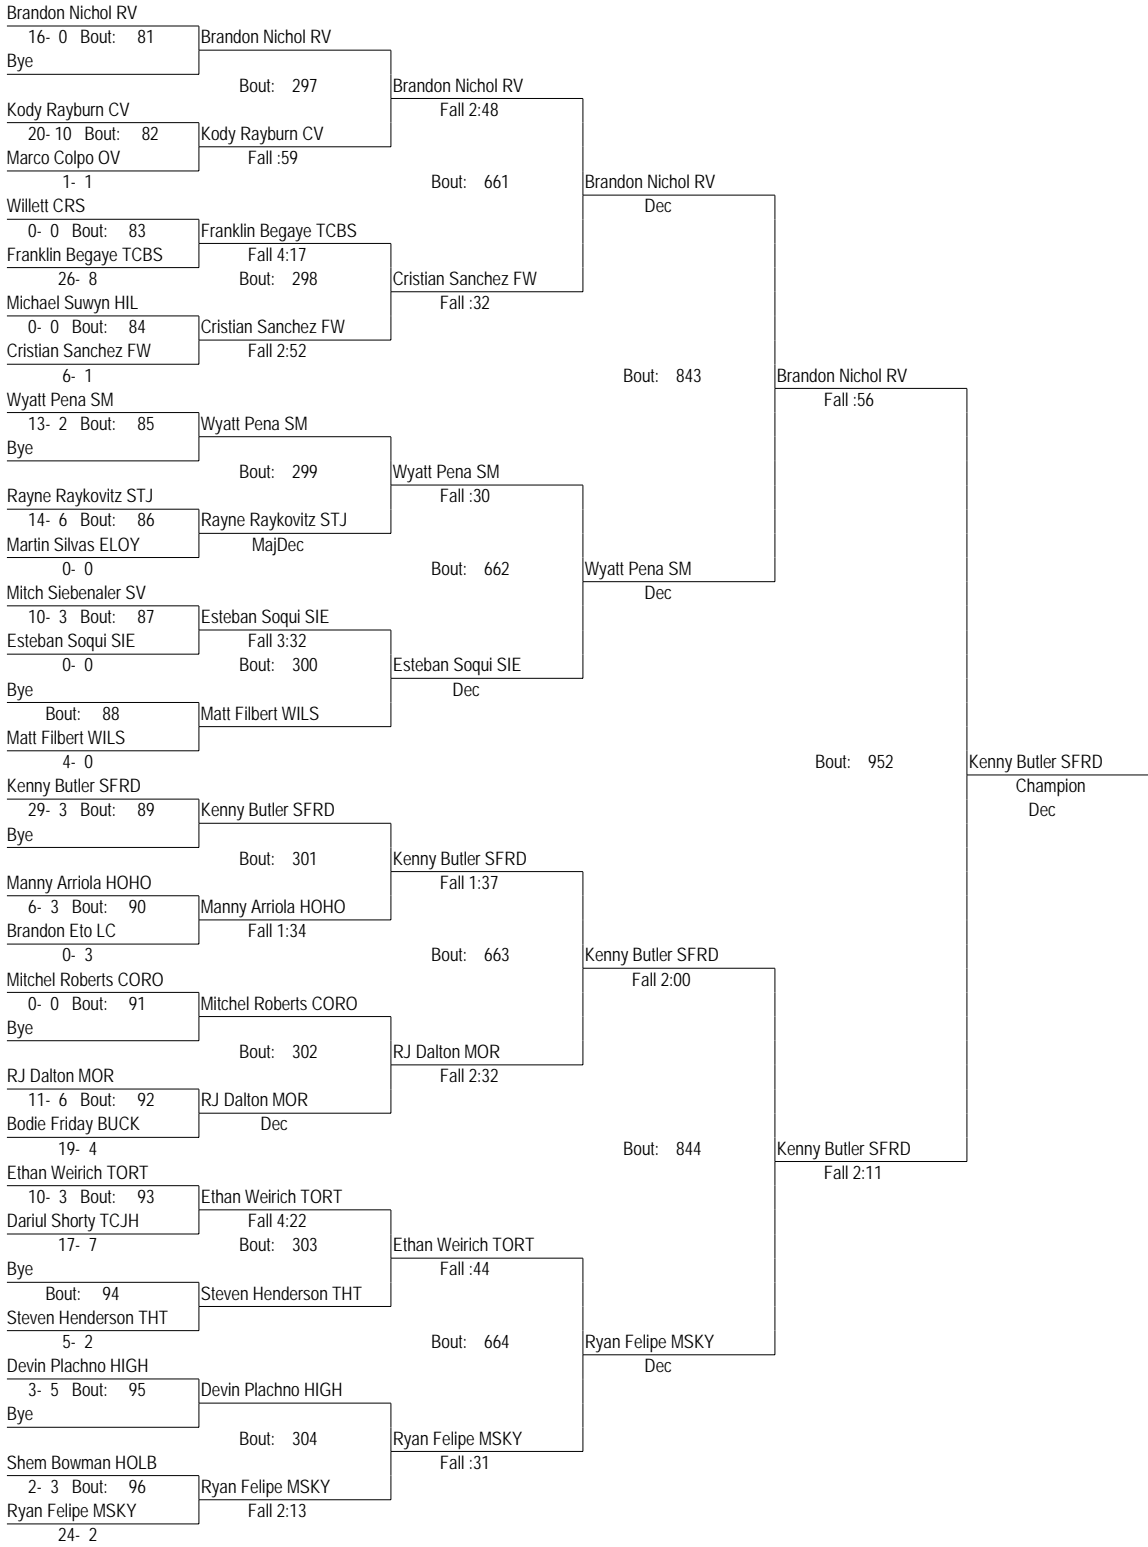 Brandon Nichol RV
16- 0 Bout: 81
Brandon Nichol RV
Bye
Bout: 297
Brandon Nichol RV
Kody Rayburn CV
Fall 2:48
20- 10 Bout: 82
Kody Rayburn CV
Marco Colpo OV
Fall :59
1- 1
Bout: 661
Brandon Nichol RV
Willett CRS
Dec
0- 0 Bout: 83
Franklin Begaye TCBS
Franklin Begaye TCBS
Fall 4:17
26- 8
Bout: 298
Cristian Sanchez FW
Michael Suwyn HIL
Fall :32
0- 0 Bout: 84
Cristian Sanchez FW
Cristian Sanchez FW
Fall 2:52
6- 1
Bout: 843
Brandon Nichol RV
Wyatt Pena SM
Fall :56
13- 2 Bout: 85
Wyatt Pena SM
Bye
Bout: 299
Wyatt Pena SM
Rayne Raykovitz STJ
Fall :30
14- 6 Bout: 86
Rayne Raykovitz STJ
Martin Silvas ELOY
MajDec
0- 0
Bout: 662
Wyatt Pena SM
Mitch Siebenaler SV
Dec
10- 3 Bout: 87
Esteban Soqui SIE
Esteban Soqui SIE
Fall 3:32
0- 0
Bout: 300
Esteban Soqui SIE
Bye
Dec
Bout: 88
Matt Filbert WILS
Matt Filbert WILS
4- 0
Bout: 952
Kenny Butler SFRD
Kenny Butler SFRD
Champion
29- 3 Bout: 89
Kenny Butler SFRD
Dec
Bye
Bout: 301
Kenny Butler SFRD
Manny Arriola HOHO
Fall 1:37
6- 3 Bout: 90
Manny Arriola HOHO
Brandon Eto LC
Fall 1:34
0- 3
Bout: 663
Kenny Butler SFRD
Mitchel Roberts CORO
Fall 2:00
0- 0 Bout: 91
Mitchel Roberts CORO
Bye
Bout: 302
RJ Dalton MOR
RJ Dalton MOR
Fall 2:32
11- 6 Bout: 92
RJ Dalton MOR
Bodie Friday BUCK
Dec
19- 4
Bout: 844
Kenny Butler SFRD
Ethan Weirich TORT
Fall 2:11
10- 3 Bout: 93
Ethan Weirich TORT
Dariul Shorty TCJH
Fall 4:22
17- 7
Bout: 303
Ethan Weirich TORT
Bye
Fall :44
Bout: 94
Steven Henderson THT
Steven Henderson THT
5- 2
Bout: 664
Ryan Felipe MSKY
Devin Plachno HIGH
Dec
3- 5 Bout: 95
Devin Plachno HIGH
Bye
Bout: 304
Ryan Felipe MSKY
Shem Bowman HOLB
Fall :31
2- 3 Bout: 96
Ryan Felipe MSKY
Ryan Felipe MSKY
Fall 2:13
24- 2